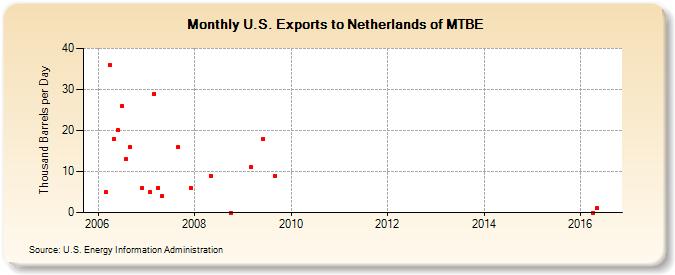 Monthly U.S. Exports to Netherlands of MTBE
Thousand Barrels per Day
40
30
20
10
0
2006 2008 2010 2012 2014 2016
Source: U.S. Energy Information Administration